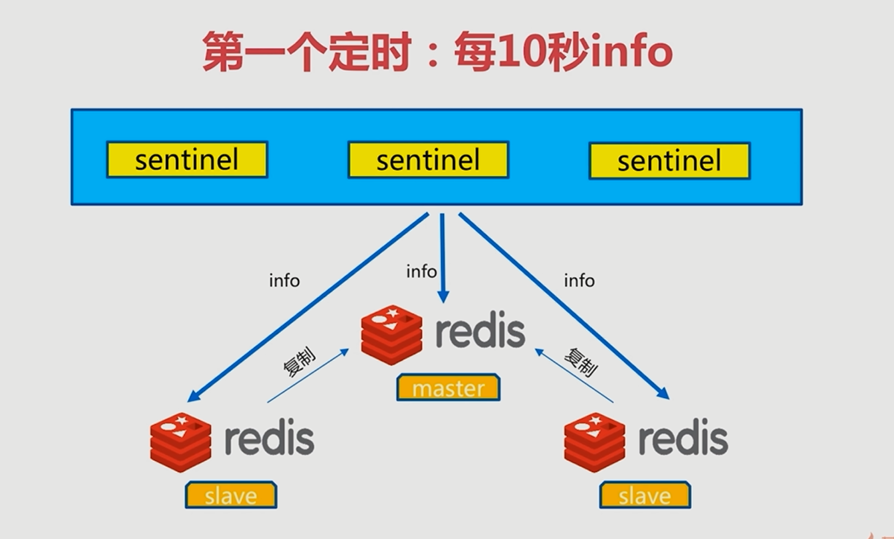 第一个定时：每10秒info
sentinel
sentinel
sentinel
info
info
info
redis
复制
复制
master
redis
redis
slave
slave